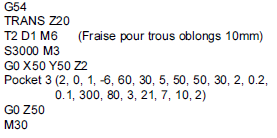 G54
TRANS Z20
T2 D1 M6 (Fraise pour trous oblongs 10mm)
S3000 M3
G0 X50 Y50 Z2
Pocket 3 (2, 0, 1, -6, 60, 30, 5, 50, 50, 30, 2, 0.2,
0.1, 300, 80, 3, 21, 7, 10, 2)
G0 Z50
M30